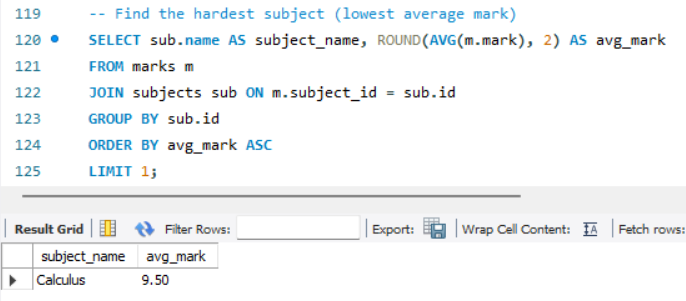 119 -- Find the hardest subject (lowest average mark)
120 SELECT sub.name AS subject_name, ROUND(AVG(m.mark), 2) AS avg_mark
121 FROM marks m
122 JOIN subjects sub ON m.subject_id = sub.id
123 GROUP BY sub.id
124 ORDER BY avg_mark ASC
125 LIMIT 1;
Result Grid Filter Rows: Export: Wrap Cell Content: IA Fetch rows:
subject_name avg_mark
Calculus 9.50